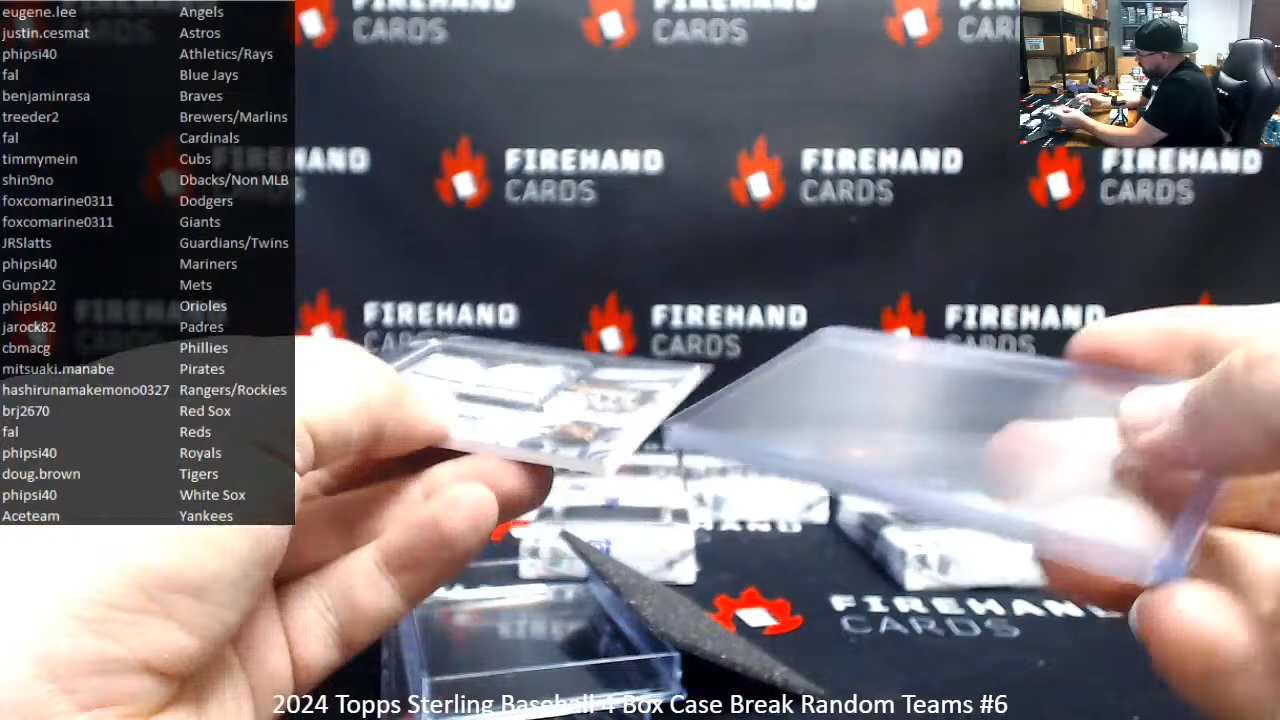 eugene.lee Angels
justin.cesmat Astros
phipsi40 Athletics/Rays
fal Blue Jays
benjaminrasa Braves
treeder2 Brewers/Marlins
fal Cardinals
timmymein Cubs
shin9no Dbacks/Non MLB
foxcomarine0311 Dodgers
foxcomarine0311 Giants
JRSlatts Guardians/Twins
phipsi40 Mariners
Gump22 Mets
phipsi40 Orioles
jarock82 Padres
cbmacg Phillies
mitsuaki.manabe Pirates
hashirunamakemono0327 Rangers/Rockies
brj2670 Red Sox
fal Reds
phipsi40 Royals
doug.brown Tigers
phipsi40 White Sox
Aceteam Yankees
CARDS
CARDS
CARDS
FIREHAND
CARDS
FIREHAND
CARDS
FIREHAND
CARDS
FIREHAND
CARDS
FIREHAND
CARDS
FIREHAND
CARDS
FIREHAND
CARDS
2024 Topps Sterling Baseball 4 Box Case Break Random Teams #6